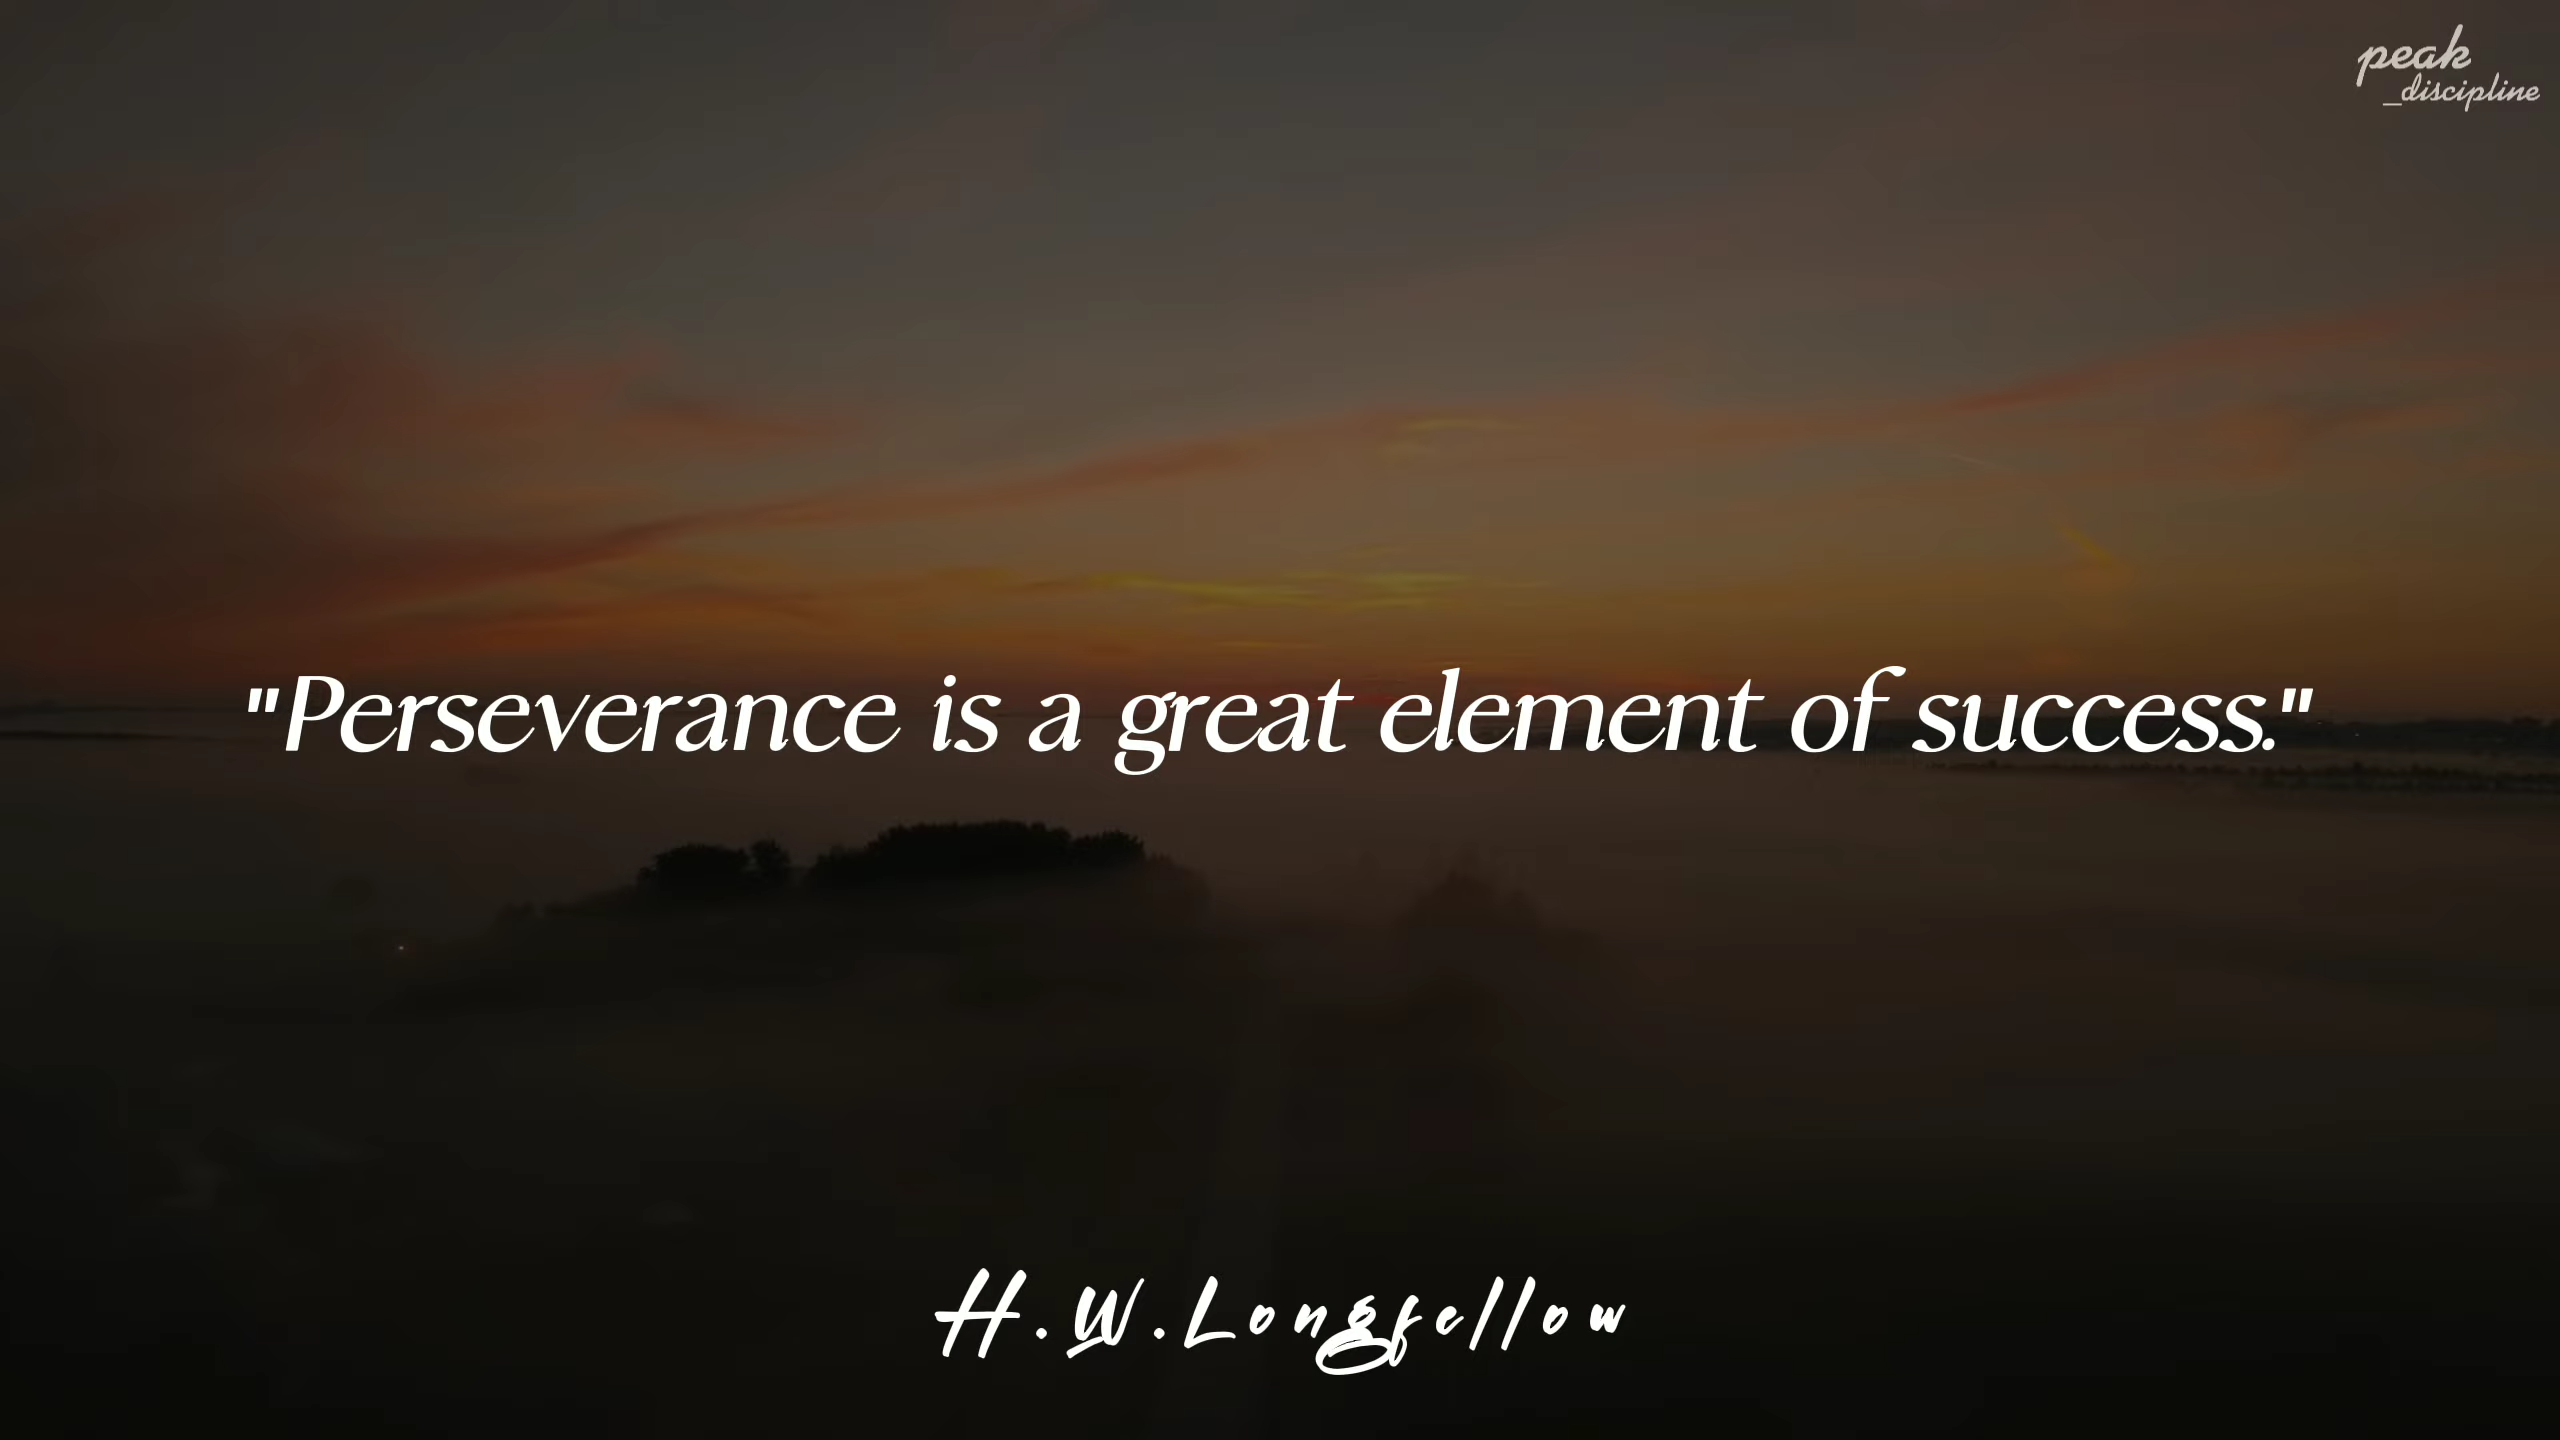 peak
_discipline
"Perseverance is a great element of success."
H.W.Longfellow